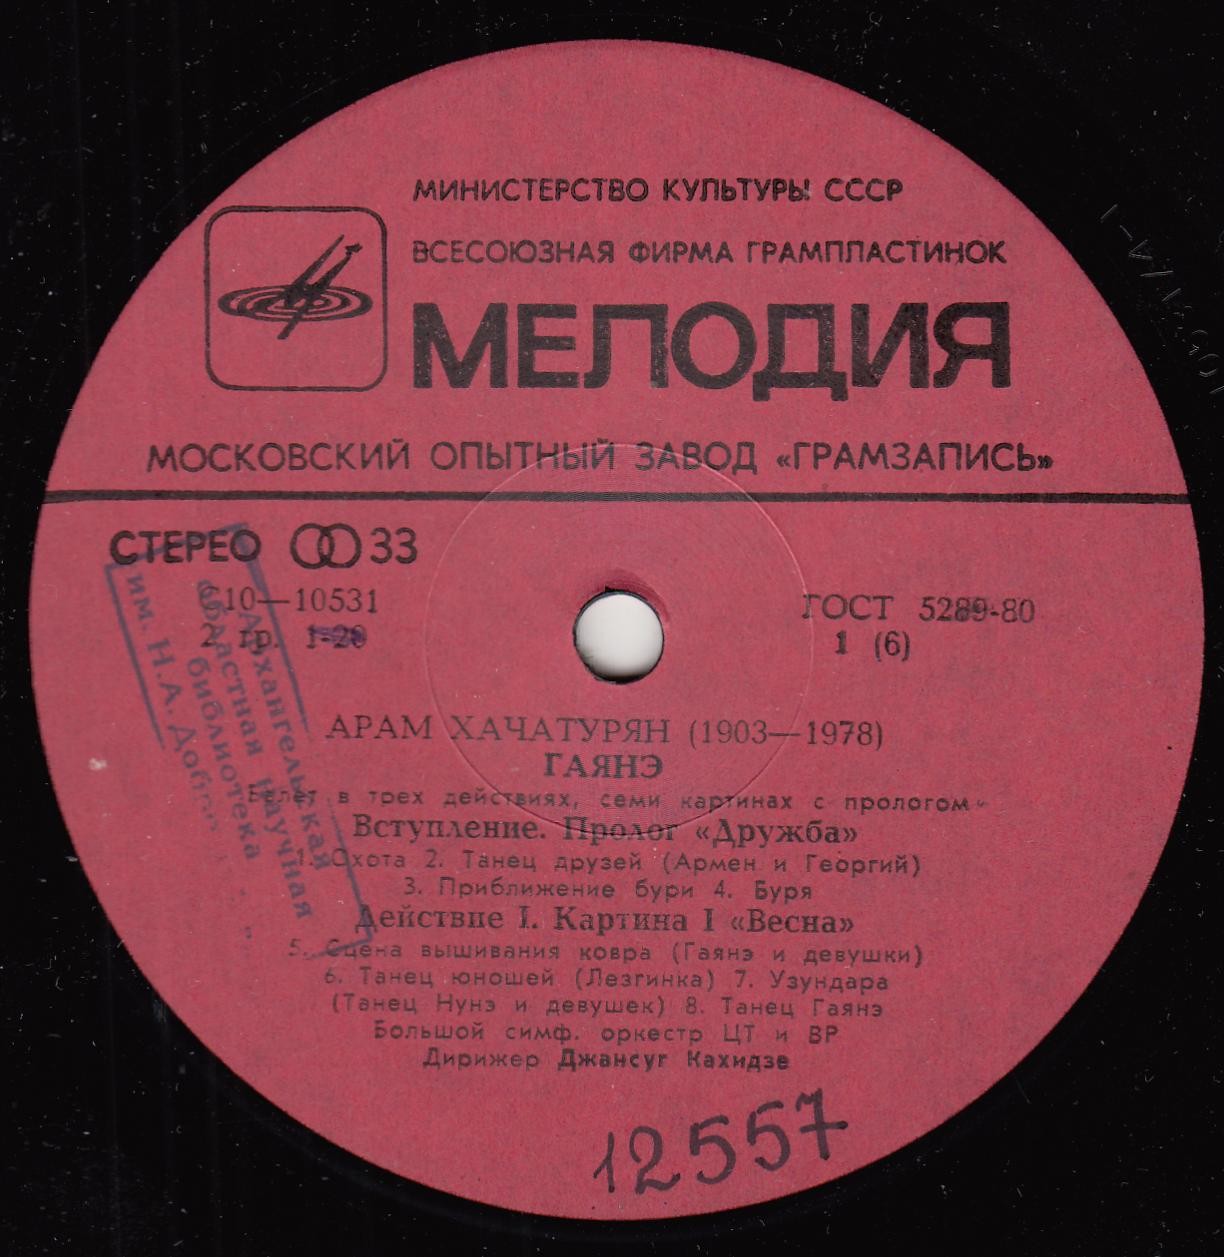 МИНИСТЕРСТВО КУЛЬТУРЫ СССР
ВСЕСОЮЗНАЯ ФИРМА ГРАМПЛАСТИНОК
МЕЛОДИЯ
МОСКОВСКИЙ ОПЫТНЫЙ ЗАВОД «ГРАМЗАПИСЬ»
СТЕРЕО 33
С10—10531
ГОСТ 5289-80
2 гр. 1-20
1 (6)
Архангельская
областная научная
библиотека
им. Н. А.
АРАМ ХАЧАТУРЯН (1903—1978)
ГАЯНЭ
Балет в трех действиях, семи картинах с прологом
Вступление. Пролог «Дружба»
1. Охота 2. Танец друзей (Армен и Георгий)
3. Приближение бури 4. Буря
Действие I. Картина I «Весна»
5. Сцена вышивания ковра (Гаянэ и девушки)
6. Танец юношей (Лезгинка) 7. Узундара
(Танец Нунэ и девушек) 8. Танец Гаянэ
Большой симф. оркестр ЦТ и ВР
Дирижер Джансуг Кахидзе
12557